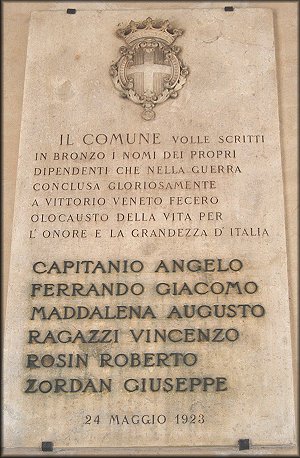 IL COMUNE VOLLE SCRITTI
IN BRONZO I NOMI DEI PROPRI
DIPENDENTI CHE NELLA GUERRA
CONCLUSA GLORIOSAMENTE
A VITTORIO VENETO FECERO
OLOCAUSTO DELLA VITA PER
L'ONORE E LA GRANDEZZA D'ITALIA
CAPITANIO ANGELO
FERRANDO GIACOMO
MADDALENA AUGUSTO
RAGAZZI VINCENZO
ROSIN ROBERTO
ZORDAN GIUSEPPE
24 MAGGIO 1923